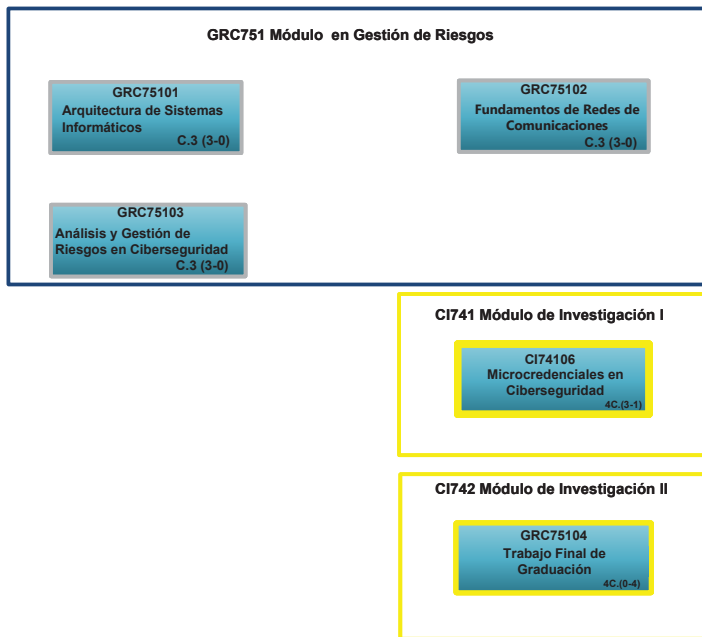 GRC751 Módulo en Gestión de Riesgos
GRC75101
Arquitectura de Sistemas
Informáticos
C.3 (3-0)
GRC75102
Fundamentos de Redes de
Comunicaciones
C.3 (3-0)
GRC75103
Análisis y Gestión de
Riesgos en Ciberseguridad
C.3 (3-0)
CI741 Módulo de Investigación I
CI74106
Microcredenciales en
Ciberseguridad
4C.(3-1)
CI742 Módulo de Investigación II
GRC75104
Trabajo Final de
Graduación
4C.(0-4)